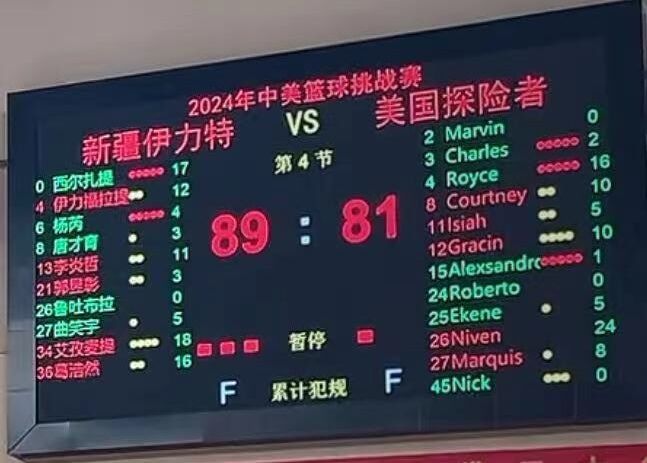 2024年中美篮球挑战赛
新疆伊力特 VS 美国探险者
第4节
89 : 81
0 西尔扎提 17
4 伊力福拉提 12
6 杨芮 4
8 唐才育 3
13 李炎哲 11
21 郭昱彰 3
26 鲁吐布拉 0
27 曲笑宇 5
34 艾孜麦提 18
36 葛浩然 16
2 Marvin 0
3 Charles 2
4 Royce 16
8 Courtney 10
11 Isiah 5
12 Gracin 10
15 Alexsandro 1
24 Roberto 0
25 Ekene 5
26 Niven 24
27 Marquis 8
45 Nick 0
暂停
F 累计犯规 F